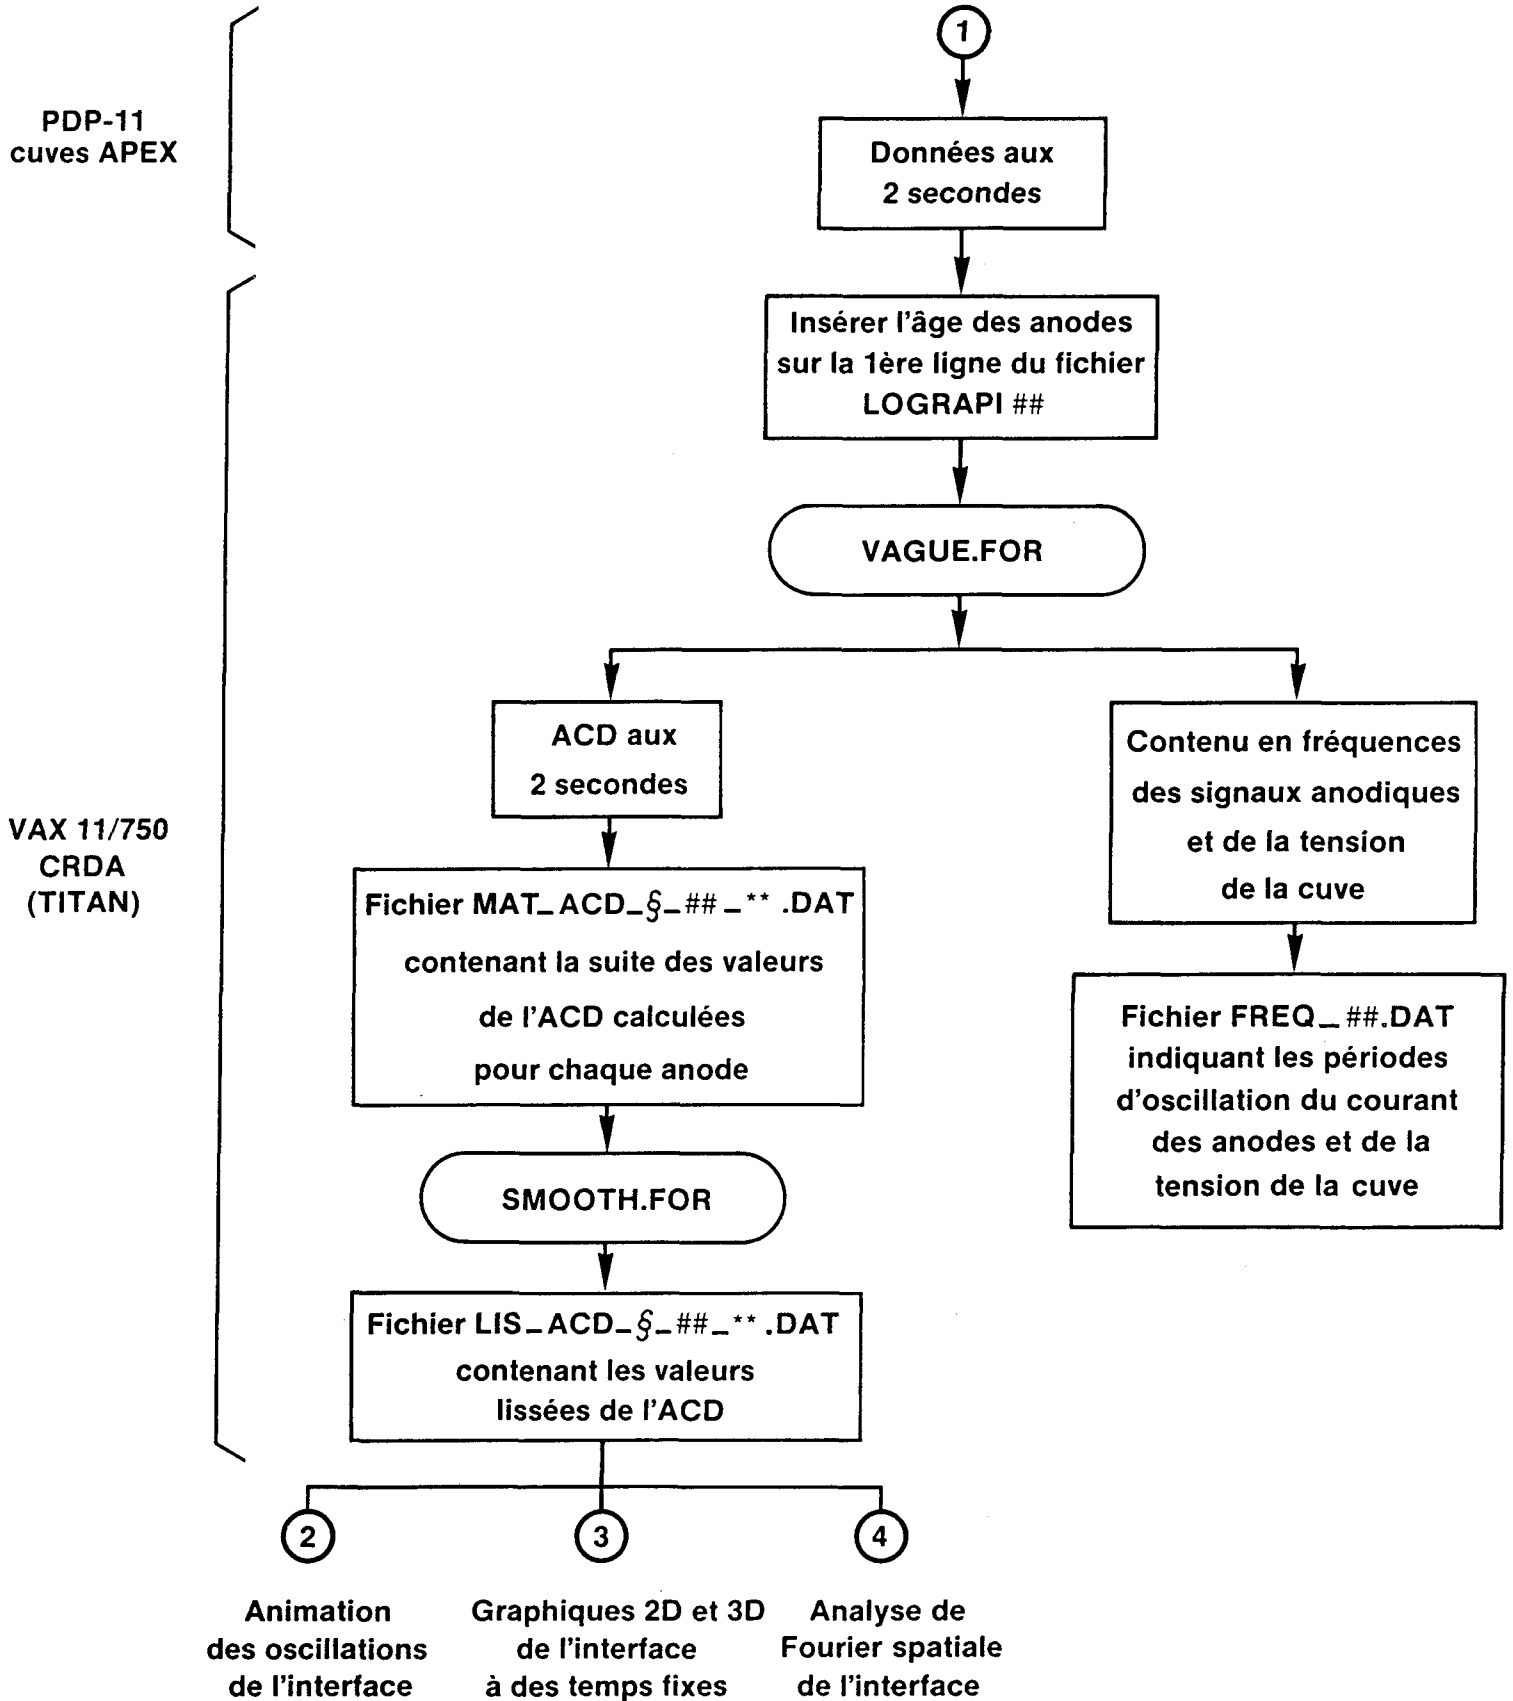 1
PDP-11
cuves APEX
Données aux
2 secondes
Insérer l'âge des anodes
sur la 1ère ligne du fichier
LOGRAPI ##
VAGUE.FOR
ACD aux
2 secondes
Contenu en fréquences
des signaux anodiques
et de la tension
de la cuve
VAX 11/750
CRDA
(TITAN)
Fichier MAT_ACD_§_##_** .DAT
contenant la suite des valeurs
de l'ACD calculées
pour chaque anode
Fichier FREQ_ ##.DAT
indiquant les périodes
d'oscillation du courant
des anodes et de la
tension de la cuve
SMOOTH.FOR
Fichier LIS_ACD_§_##_** .DAT
contenant les valeurs
lissées de l'ACD
2
3
4
Animation
des oscillations
de l'interface
Graphiques 2D et 3D
de l'interface
à des temps fixes
Analyse de
Fourier spatiale
de l'interface